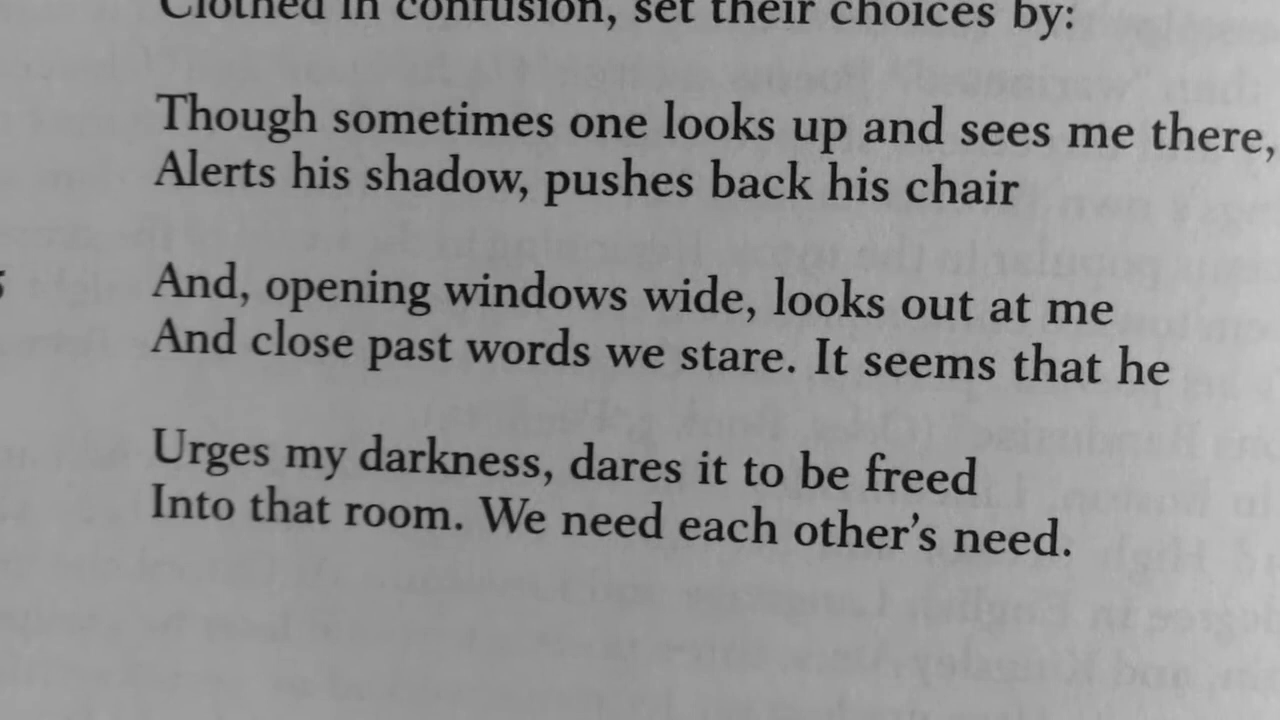 Clothed in confusion, set their choices by:
Though sometimes one looks up and sees me there,
Alerts his shadow, pushes back his chair
And, opening windows wide, looks out at me
And close past words we stare. It seems that he
Urges my darkness, dares it to be freed
Into that room. We need each other's need.